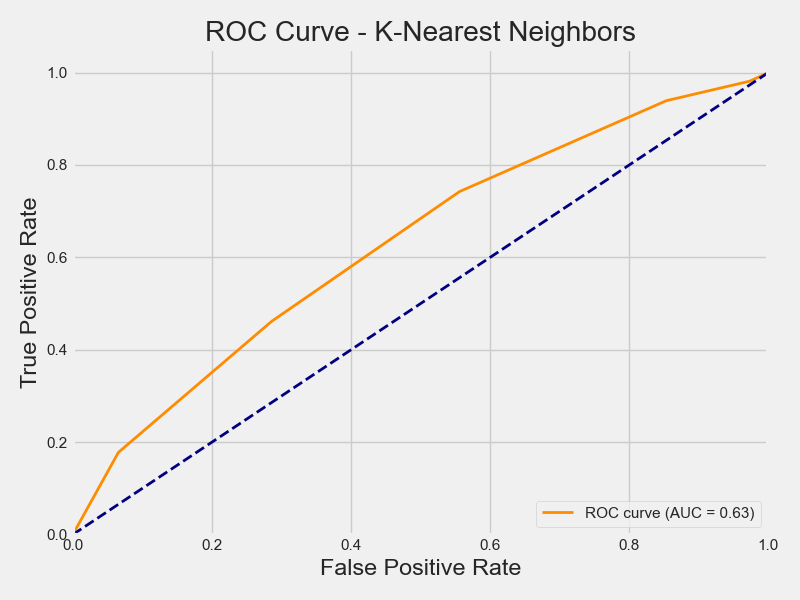 ROC Curve - K-Nearest Neighbors
True Positive Rate
1.0
0.8
0.6
0.4
0.2
0.0
0.0 0.2 0.4 0.6 0.8 1.0
False Positive Rate
ROC curve (AUC = 0.63)